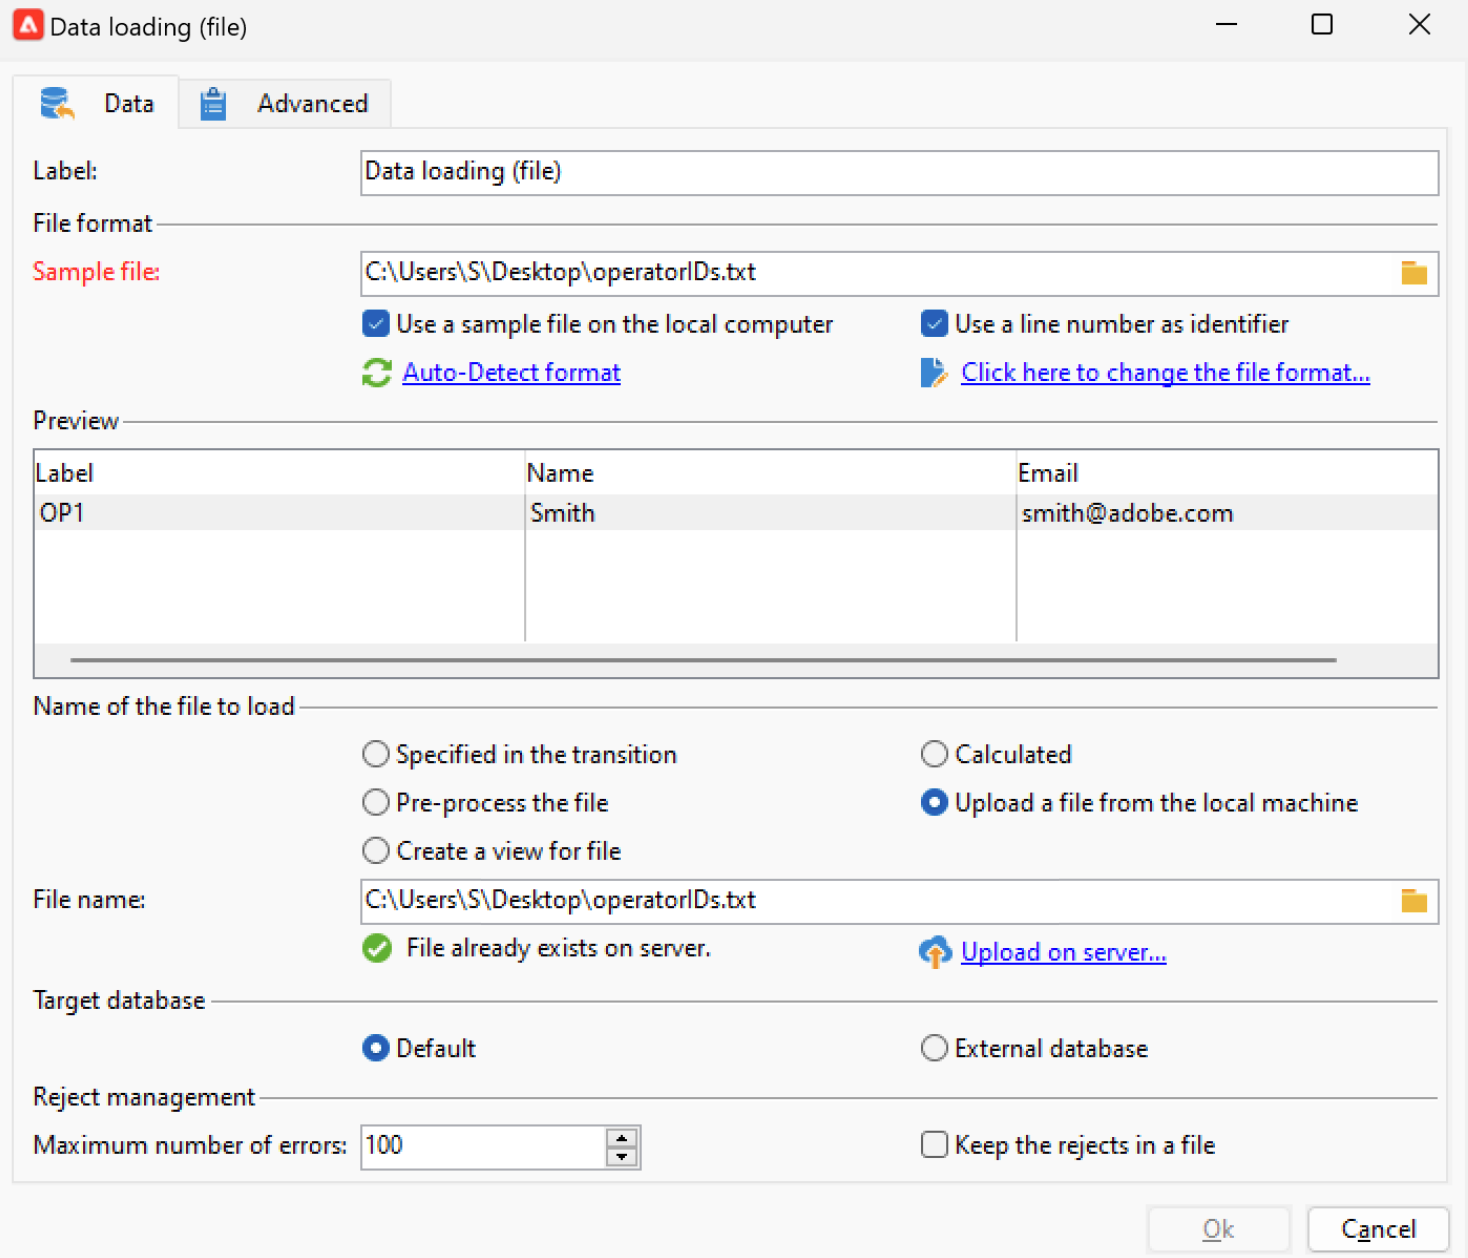 Data loading (file)
Data
Advanced
Label:
Data loading (file)
File format
Sample file:
C:\Users\S\Desktop\operatorIDs.txt
Use a sample file on the local computer
Use a line number as identifier
Auto-Detect format
Click here to change the file format...
Preview
Label Name Email
OP1 Smith smith@adobe.com
Name of the file to load
Specified in the transition
Calculated
Pre-process the file
Upload a file from the local machine
Create a view for file
File name:
C:\Users\S\Desktop\operatorIDs.txt
File already exists on server.
Upload on server...
Target database
Default
External database
Reject management
Maximum number of errors:
100
Keep the rejects in a file
Ok
Cancel